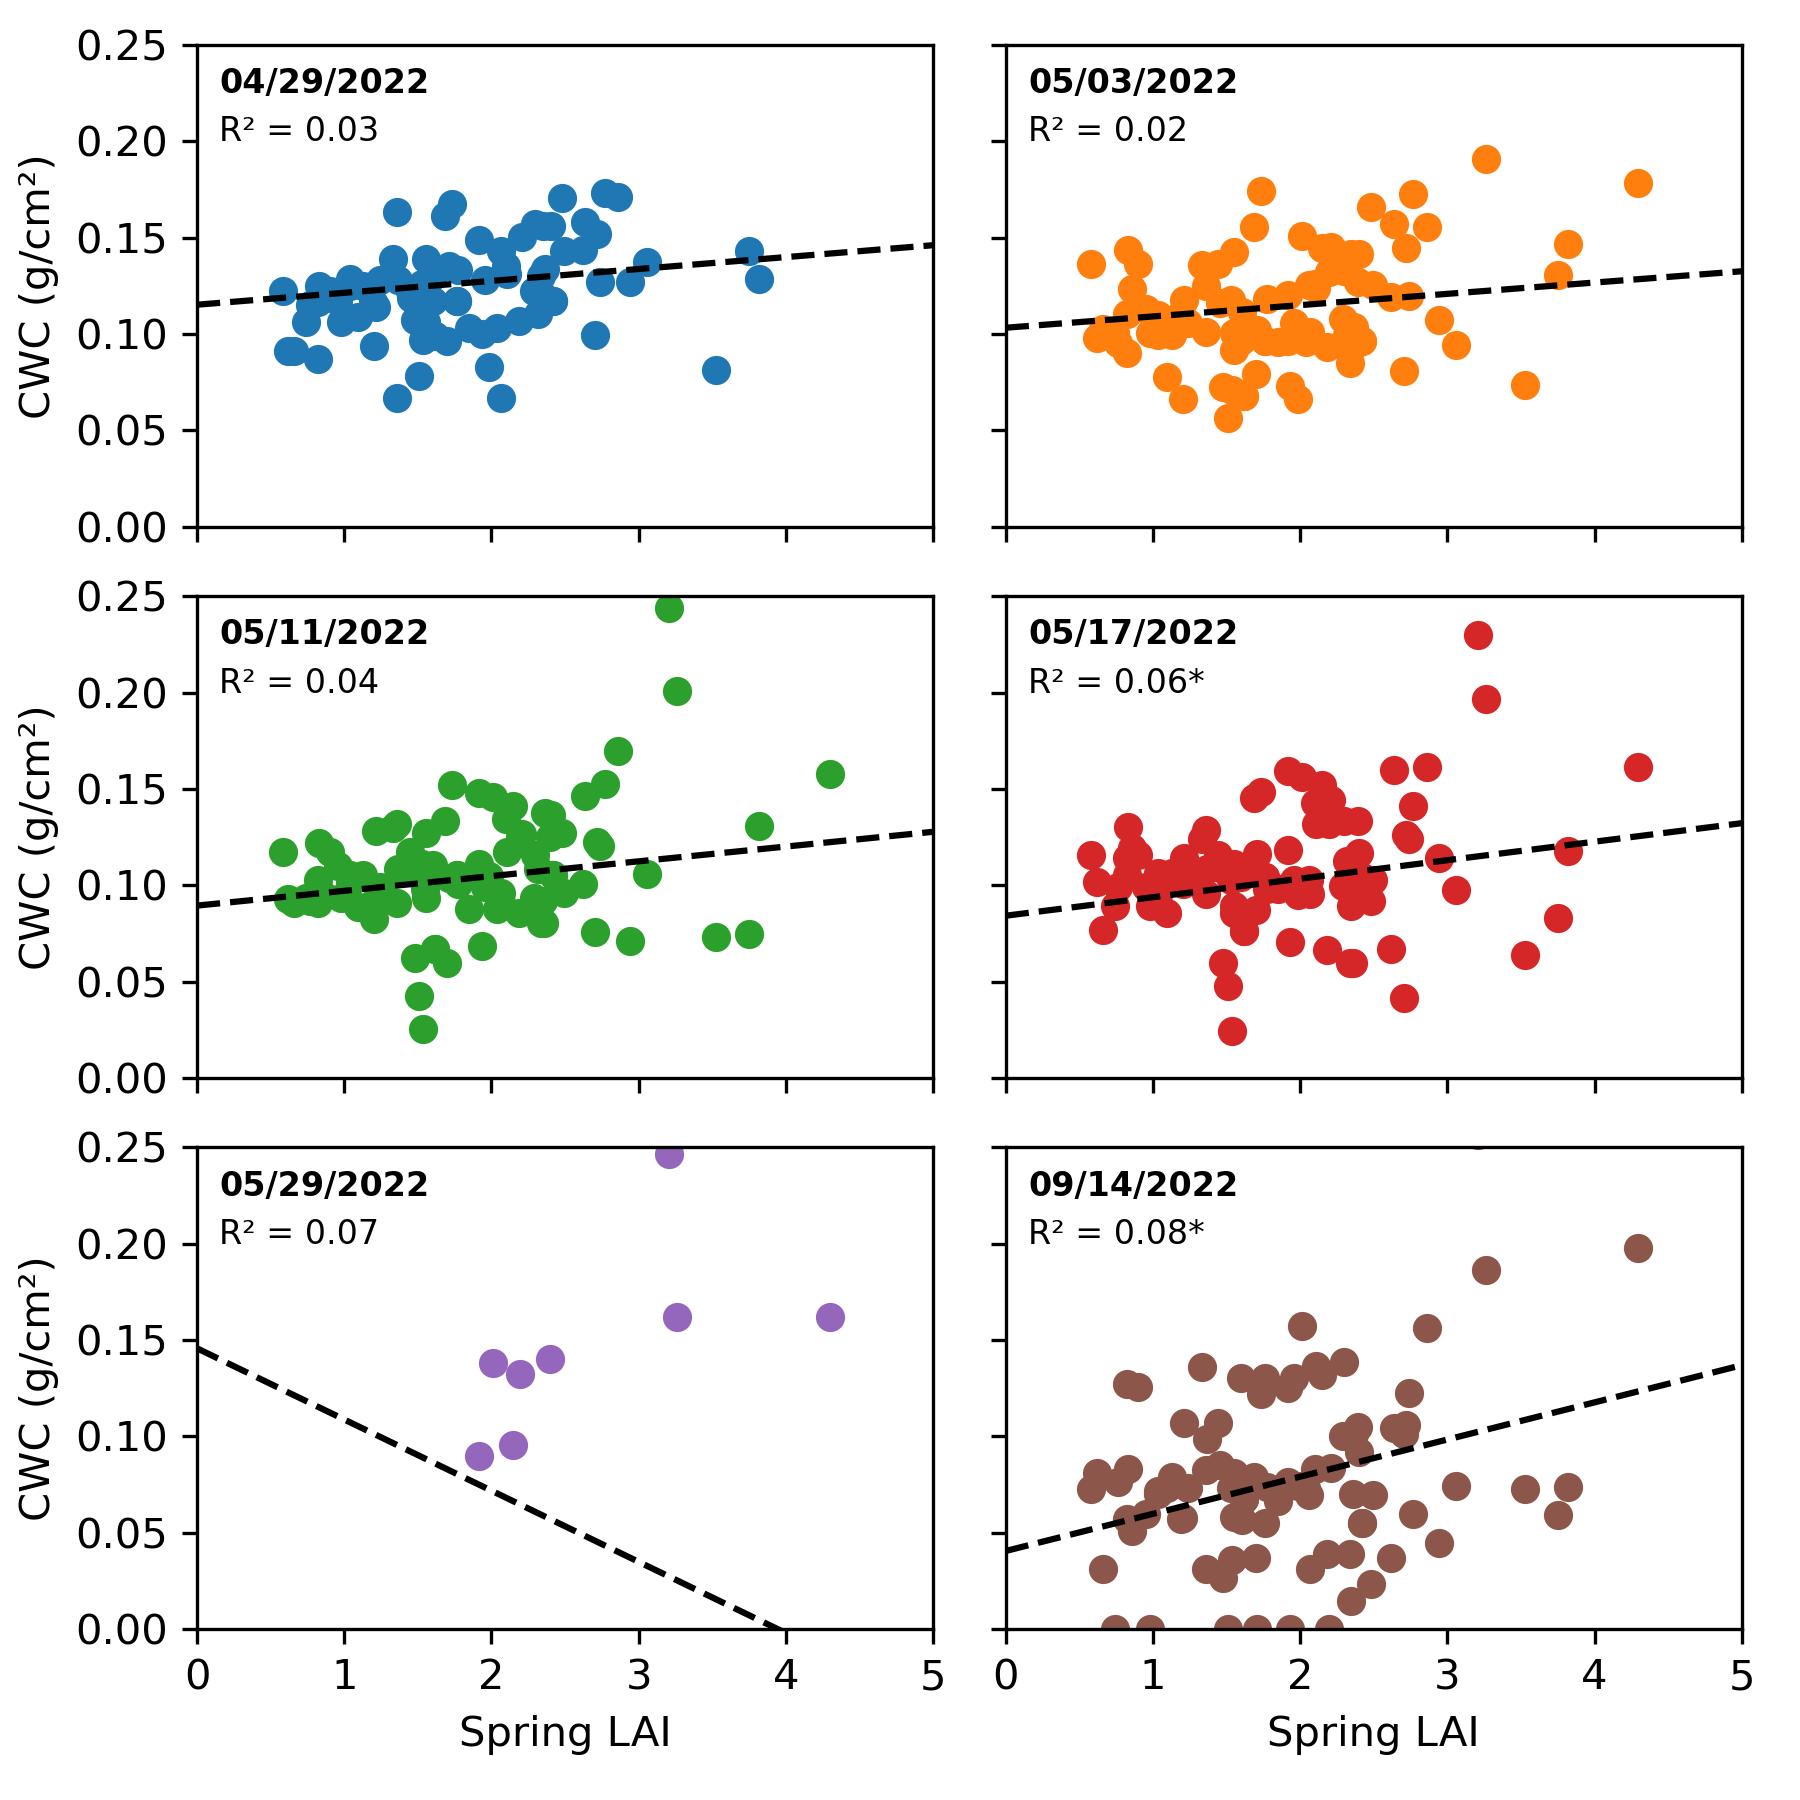 0.25
0.20
0.15
0.10
0.05
0.00
CWC (g/cm²)
04/29/2022
R² = 0.03
05/03/2022
R² = 0.02
0.25
0.20
0.15
0.10
0.05
0.00
CWC (g/cm²)
05/11/2022
R² = 0.04
05/17/2022
R² = 0.06*
0.25
0.20
0.15
0.10
0.05
0.00
CWC (g/cm²)
05/29/2022
R² = 0.07
09/14/2022
R² = 0.08*
0 1 2 3 4 5
Spring LAI
0 1 2 3 4 5
Spring LAI